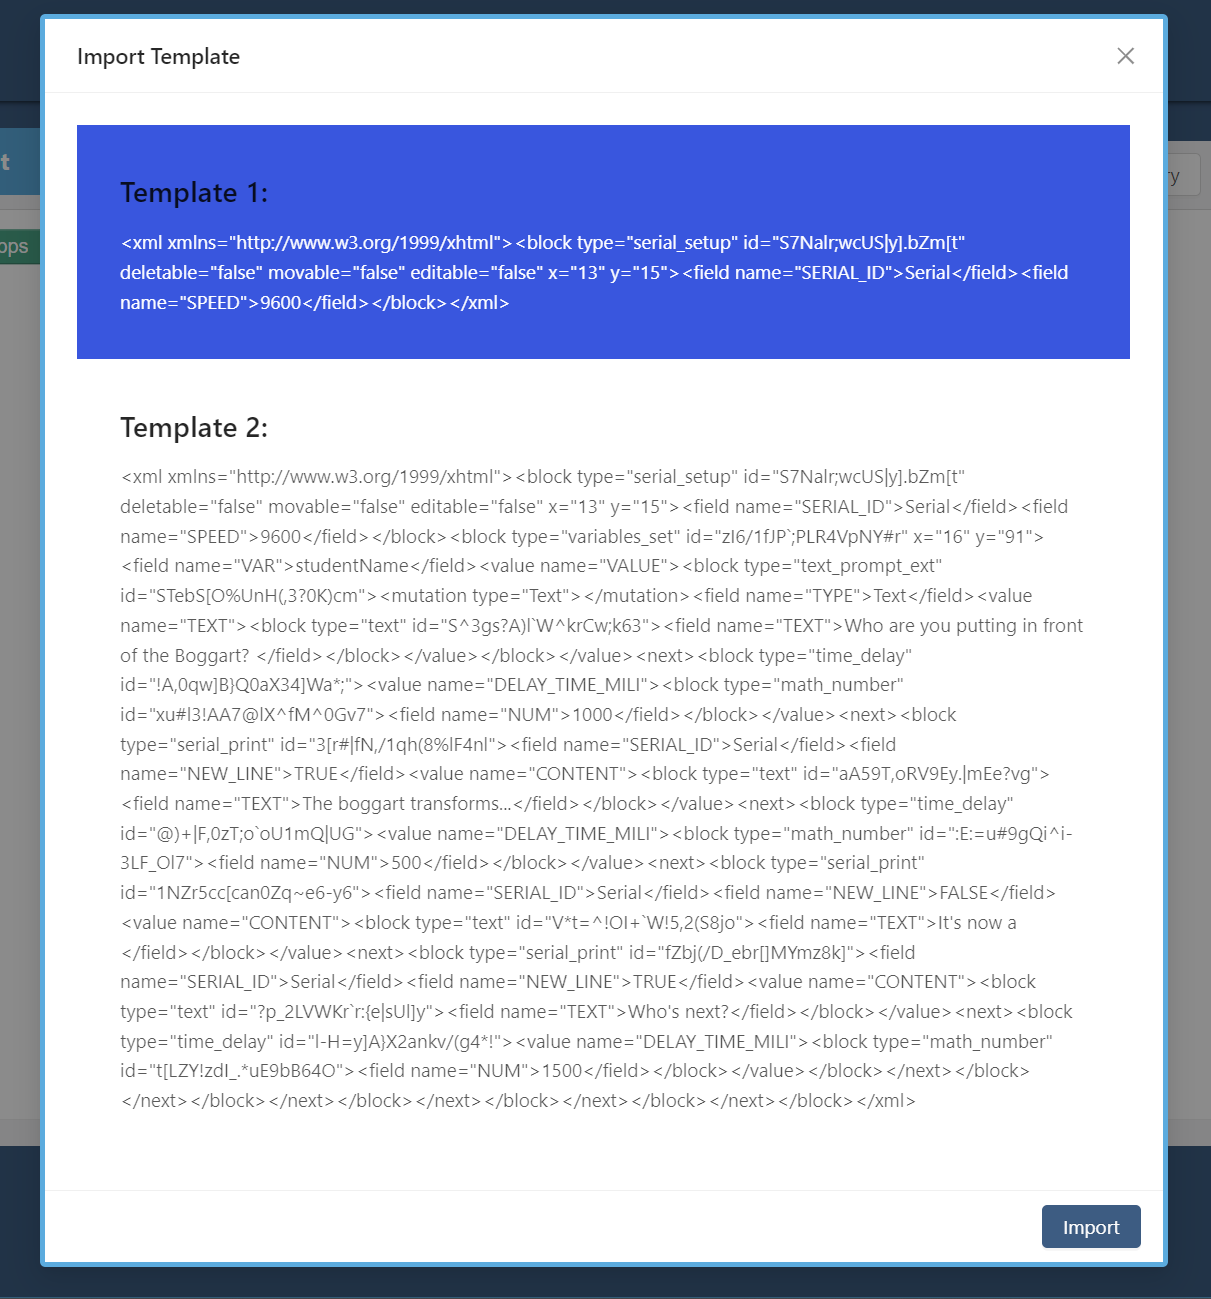 Import Template
t
ry
ops
Template 1:
<xml xmlns="http://www.w3.org/1999/xhtml"><block type="serial_setup" id="S7Nalr;wcUS|y].bZm[t"
deletable="false" movable="false" editable="false" x="13" y="15"><field name="SERIAL_ID">Serial</field><field
name="SPEED">9600</field></block></xml>
Template 2:
<xml xmlns="http://www.w3.org/1999/xhtml"><block type="serial_setup" id="S7Nalr;wcUS|y].bZm[t"
deletable="false" movable="false" editable="false" x="13" y="15"><field name="SERIAL_ID">Serial</field><field
name="SPEED">9600</field></block><block type="variables_set" id="zI6/1fJP`;PLR4VpNY#r" x="16" y="91">
<field name="VAR">studentName</field><value name="VALUE"><block type="text_prompt_ext"
id="STebS[O%UnH(,3?0K)cm"><mutation type="Text"></mutation><field name="TYPE">Text</field><value
name="TEXT"><block type="text" id="S^3gs?A)l`W^krCw;k63"><field name="TEXT">Who are you putting in front
of the Boggart? </field></block></value></block></value><next><block type="time_delay"
id="!A,0qw]B}Q0aX34]Wa*;"><value name="DELAY_TIME_MILI"><block type="math_number"
id="xu#l3!AA7@lX^fM^0Gv7"><field name="NUM">1000</field></block></value><next><block
type="serial_print" id="3[r#|fN,/1qh(8%lF4nl"><field name="SERIAL_ID">Serial</field><field
name="NEW_LINE">TRUE</field><value name="CONTENT"><block type="text" id="aA59T,oRV9Ey.|mEe?vg">
<field name="TEXT">The boggart transforms...</field></block></value><next><block type="time_delay"
id="@)+|F,0zT;o`oU1mQ|UG"><value name="DELAY_TIME_MILI"><block type="math_number" id=":E:=u#9gQi^i-
3LF_Ol7"><field name="NUM">500</field></block></value><next><block type="serial_print"
id="1NZr5cc[can0Zq~e6-y6"><field name="SERIAL_ID">Serial</field><field name="NEW_LINE">FALSE</field>
<value name="CONTENT"><block type="text" id="V*t=^!OI+`W!5,2(S8jo"><field name="TEXT">It's now a
</field></block></value><next><block type="serial_print" id="fZbj(/D_ebr[]MYmz8k]"><field
name="SERIAL_ID">Serial</field><field name="NEW_LINE">TRUE</field><value name="CONTENT"><block
type="text" id="?p_2LVWKr`r:{e|sUl]y"><field name="TEXT">Who's next?</field></block></value><next><block
type="time_delay" id="l-H=y]A}X2ankv/(g4*!"><value name="DELAY_TIME_MILI"><block type="math_number"
id="t[LZY!zdI_.*uE9bB64O"><field name="NUM">1500</field></block></value></block></next></block>
</next></block></next></block></next></block></next></block></next></block></xml>
Import